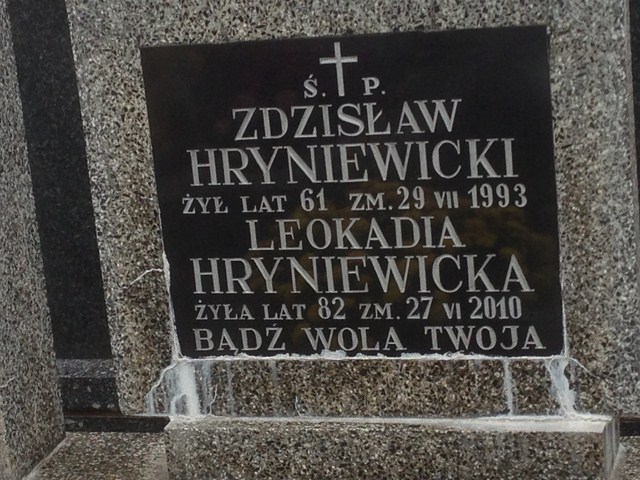 Ś. P.
ZDZISŁAW
HRYNIEWICKI
ŻYŁ LAT 61 ZM. 29 VII 1993
LEOKADIA
HRYNIEWICKA
ŻYŁA LAT 82 ZM. 27 VI 2010
BĄDŹ WOLA TWOJA